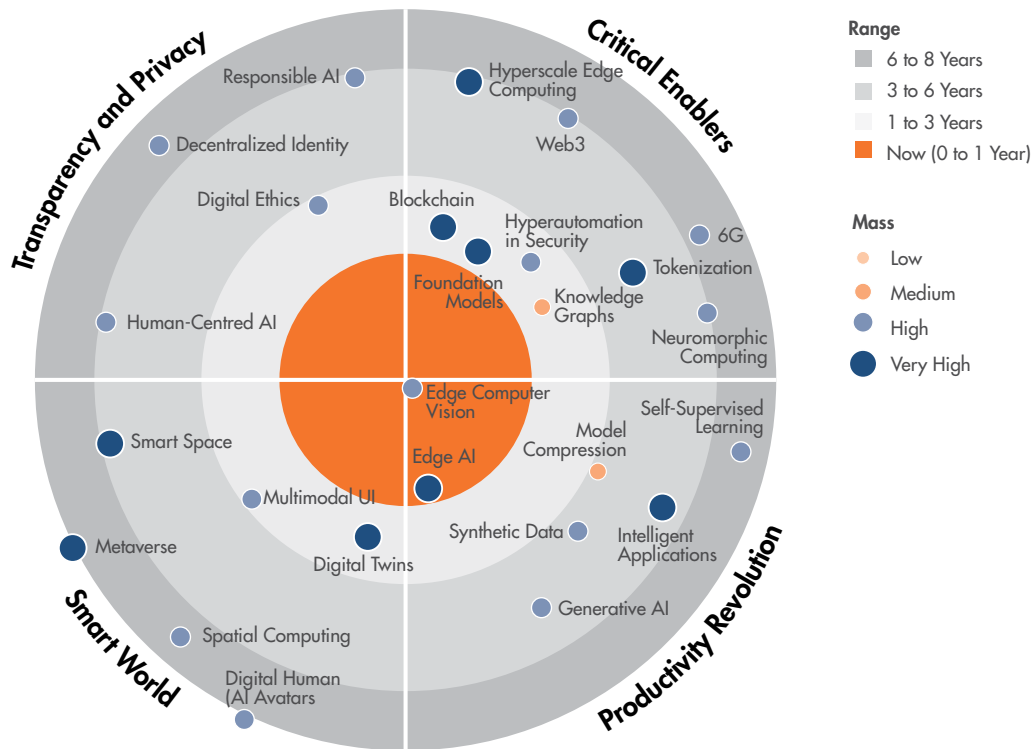 Transparency and Privacy
Critical Enablers
Responsible AI
Decentralized Identity
Digital Ethics
Human-Centred AI
Hyperscale Edge
Computing
Web3
Blockchain
Hyperautomation
in Security
6G
Foundation
Models
Tokenization
Knowledge
Graphs
Neuromorphic
Computing
Edge Computer
Vision
Self-Supervised
Learning
Edge AI
Model
Compression
Smart Space
Multimodal UI
Synthetic Data
Intelligent
Applications
Metaverse
Digital Twins
Generative AI
Spatial Computing
Digital Human
(AI Avatars
Smart World
Productivity Revolution
Range
6 to 8 Years
3 to 6 Years
1 to 3 Years
Now (0 to 1 Year)
Mass
Low
Medium
High
Very High